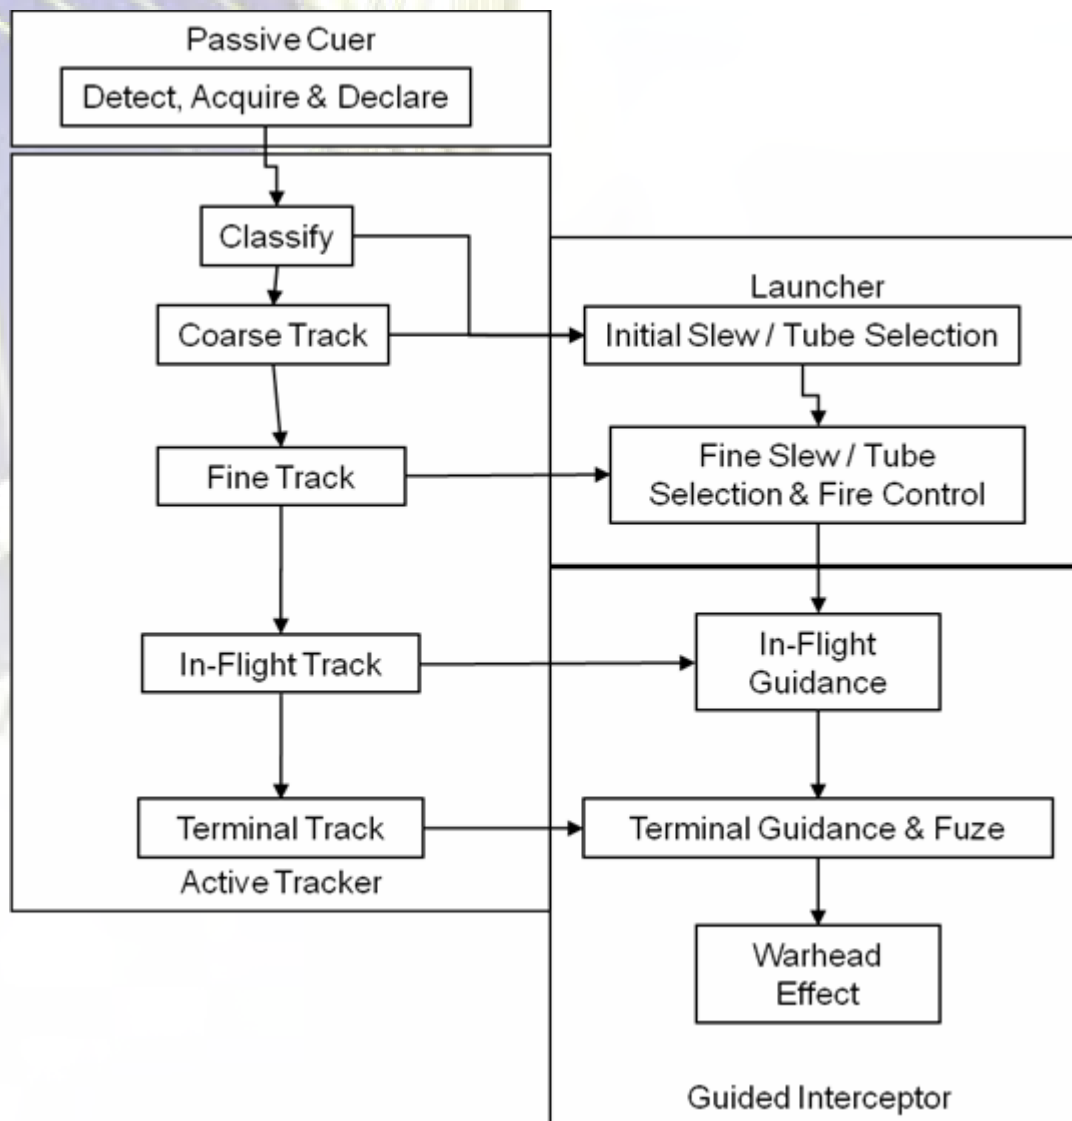 Passive Cuer
Detect, Acquire & Declare
Classify
Coarse Track
Fine Track
In-Flight Track
Terminal Track
Active Tracker
Launcher
Initial Slew / Tube Selection
Fine Slew / Tube
Selection & Fire Control
In-Flight
Guidance
Terminal Guidance & Fuze
Warhead
Effect
Guided Interceptor